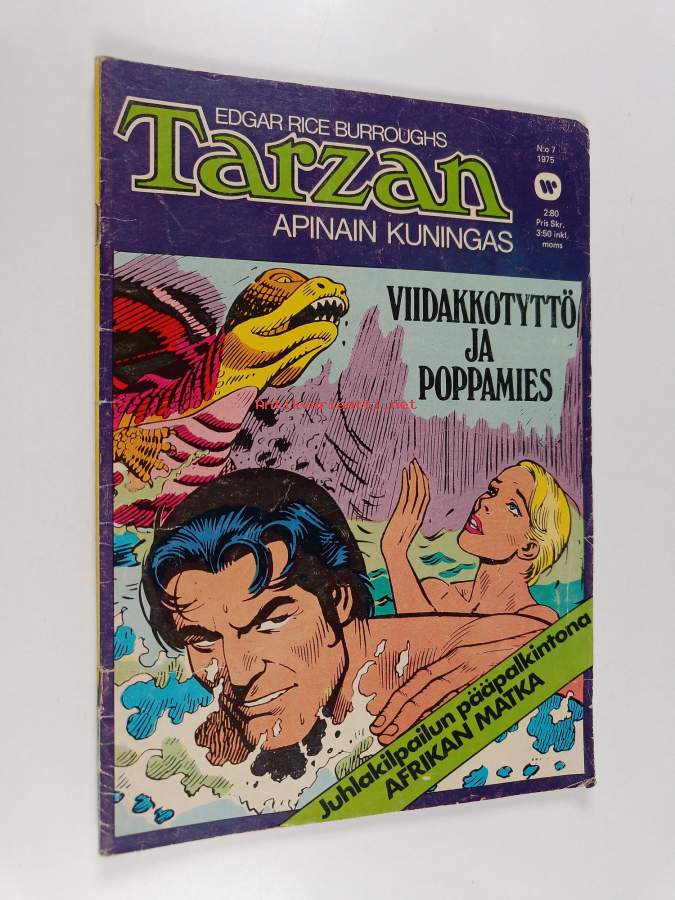 EDGAR RICE BURROUGHS
Tarzan
APINAIN KUNINGAS
N:o 7
1975
2:80
Pris Skr.
3:50 inkl.
moms
VIIDAKKOTYTTÖ
JA
POPPAMIES
Antikvariaatti.net
Juhlakilpailun pääpalkintona
AFRIKAN MATKA